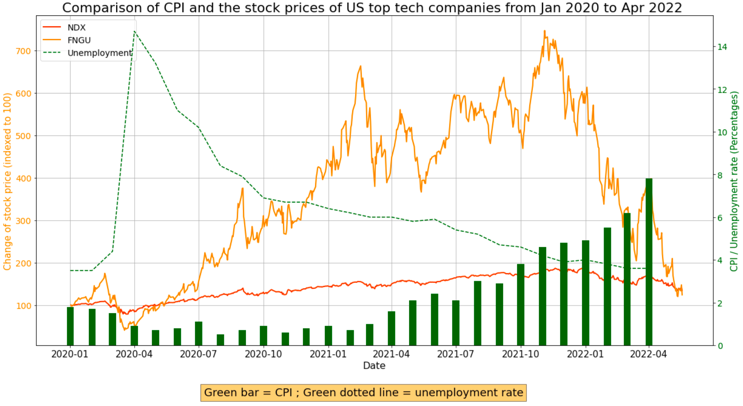 Comparison of CPI and the stock prices of US top tech companies from Jan 2020 to Apr 2022
NDX
FNGU
Unemployment
Change of stock price (indexed to 100)
700
600
500
400
300
200
100
CPI / Unemployment rate (Percentages)
14
12
10
8
6
4
2
0
2020-01 2020-04 2020-07 2020-10 2021-01 2021-04 2021-07 2021-10 2022-01 2022-04
Date
Green bar = CPI ; Green dotted line = unemployment rate